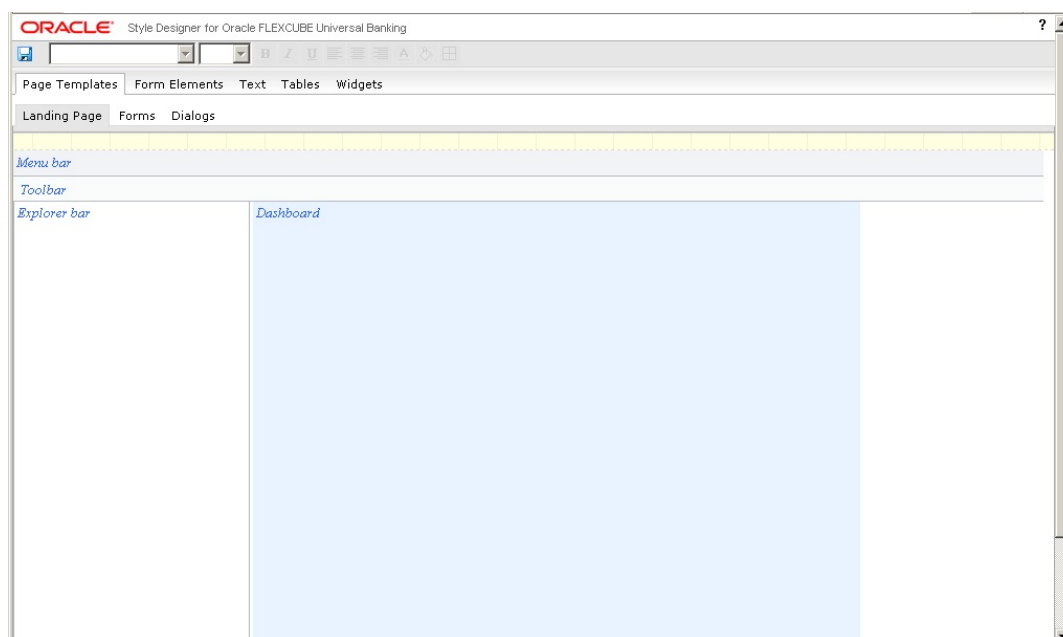 ORACLE® Style Designer for Oracle FLEXCUBE Universal Banking ?
B I U A
Page Templates Form Elements Text Tables Widgets
Landing Page Forms Dialogs
Menu bar
Toolbar
Explorer bar Dashboard